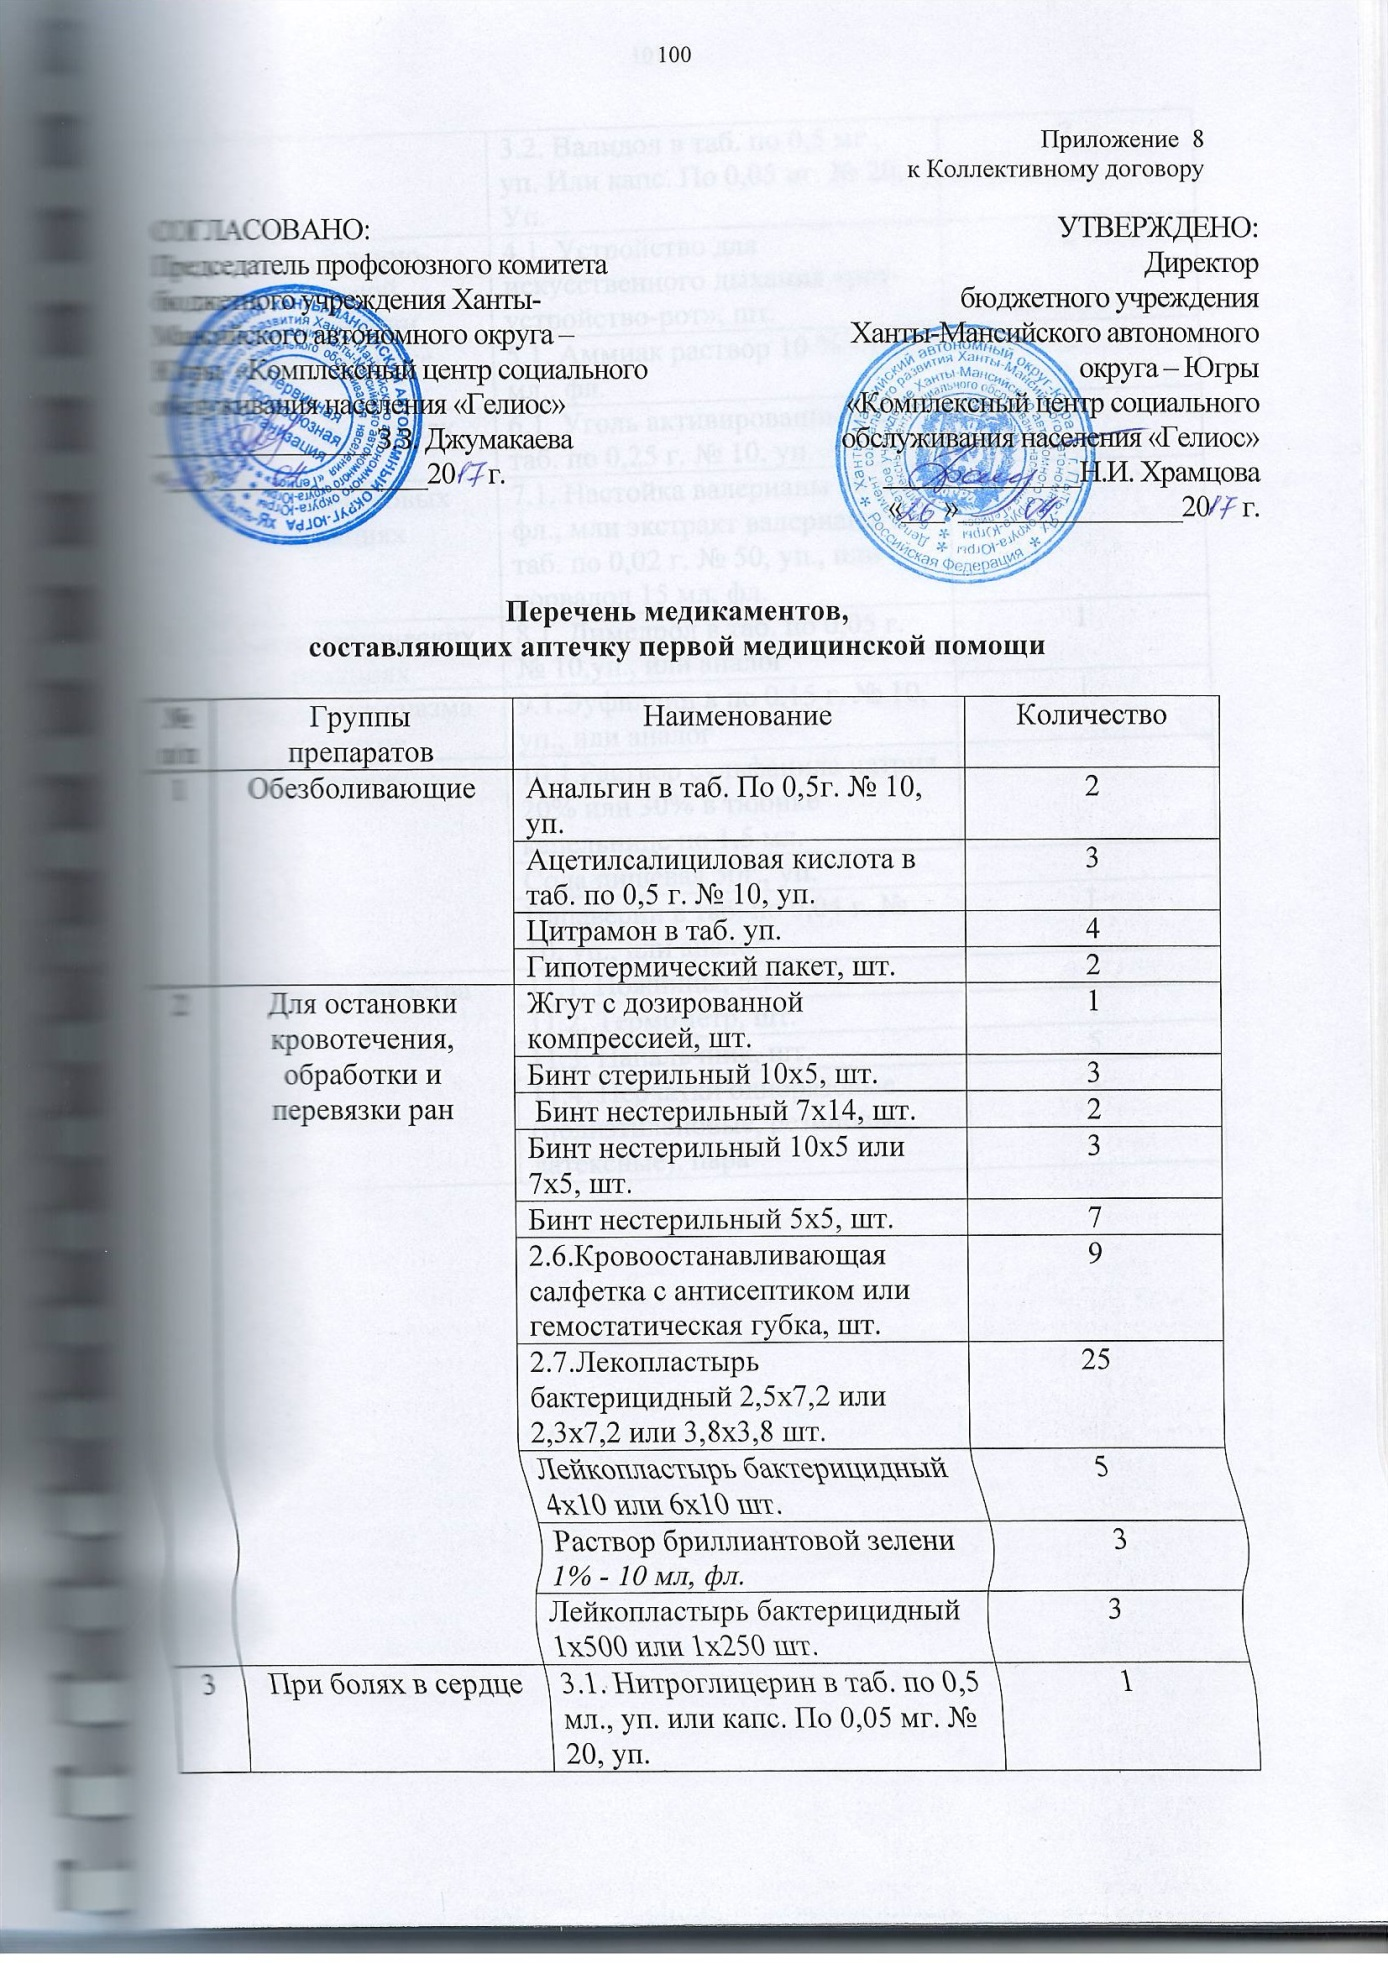 100
Приложение 8
к Коллективному договору
СОГЛАСОВАНО:
Председатель профсоюзного комитета
бюджетного учреждения Ханты-
Мансийского автономного округа –
Югры «Комплексный центр социального
обслуживания населения «Гелиос»
З.З. Джумакаева
2017 г.
УТВЕРЖДЕНО:
Директор
бюджетного учреждения
Ханты-Мансийского автономного
округа – Югры
«Комплексный центр социального
обслуживания населения «Гелиос»
Н.И. Храмцова
«16» 04 2017 г.
Перечень медикаментов,
составляющих аптечку первой медицинской помощи
№ Группы Наименование Количество
п/п препаратов
1 Обезболивающие Анальгин в таб. По 0,5г. № 10, 2
уп.
Ацетилсалициловая кислота в 3
таб. по 0,5 г. № 10, уп.
Цитрамон в таб. уп. 4
Гипотермический пакет, шт. 2
2 Для остановки Жгут с дозированной 1
кровотечения, компрессией, шт.
обработки и Бинт стерильный 10х5, шт. 3
перевязки ран Бинт нестерильный 7х14, шт. 2
Бинт нестерильный 10х5 или 3
7х5, шт.
Бинт нестерильный 5х5, шт. 7
2.6.Кровоостанавливающая 9
салфетка с антисептиком или
гемостатическая губка, шт.
2.7.Лекопластырь 25
бактерицидный 2,5х7,2 или
2,3х7,2 или 3,8х3,8 шт.
Лейкопластырь бактерицидный 5
4х10 или 6х10 шт.
Раствор бриллиантовой зелени 3
1% - 10 мл, фл.
Лейкопластырь бактерицидный 3
1х500 или 1х250 шт.
3 При болях в сердце 3.1. Нитроглицерин в таб. по 0,5 1
мл., уп. или капс. По 0,05 мг. №
20, уп.